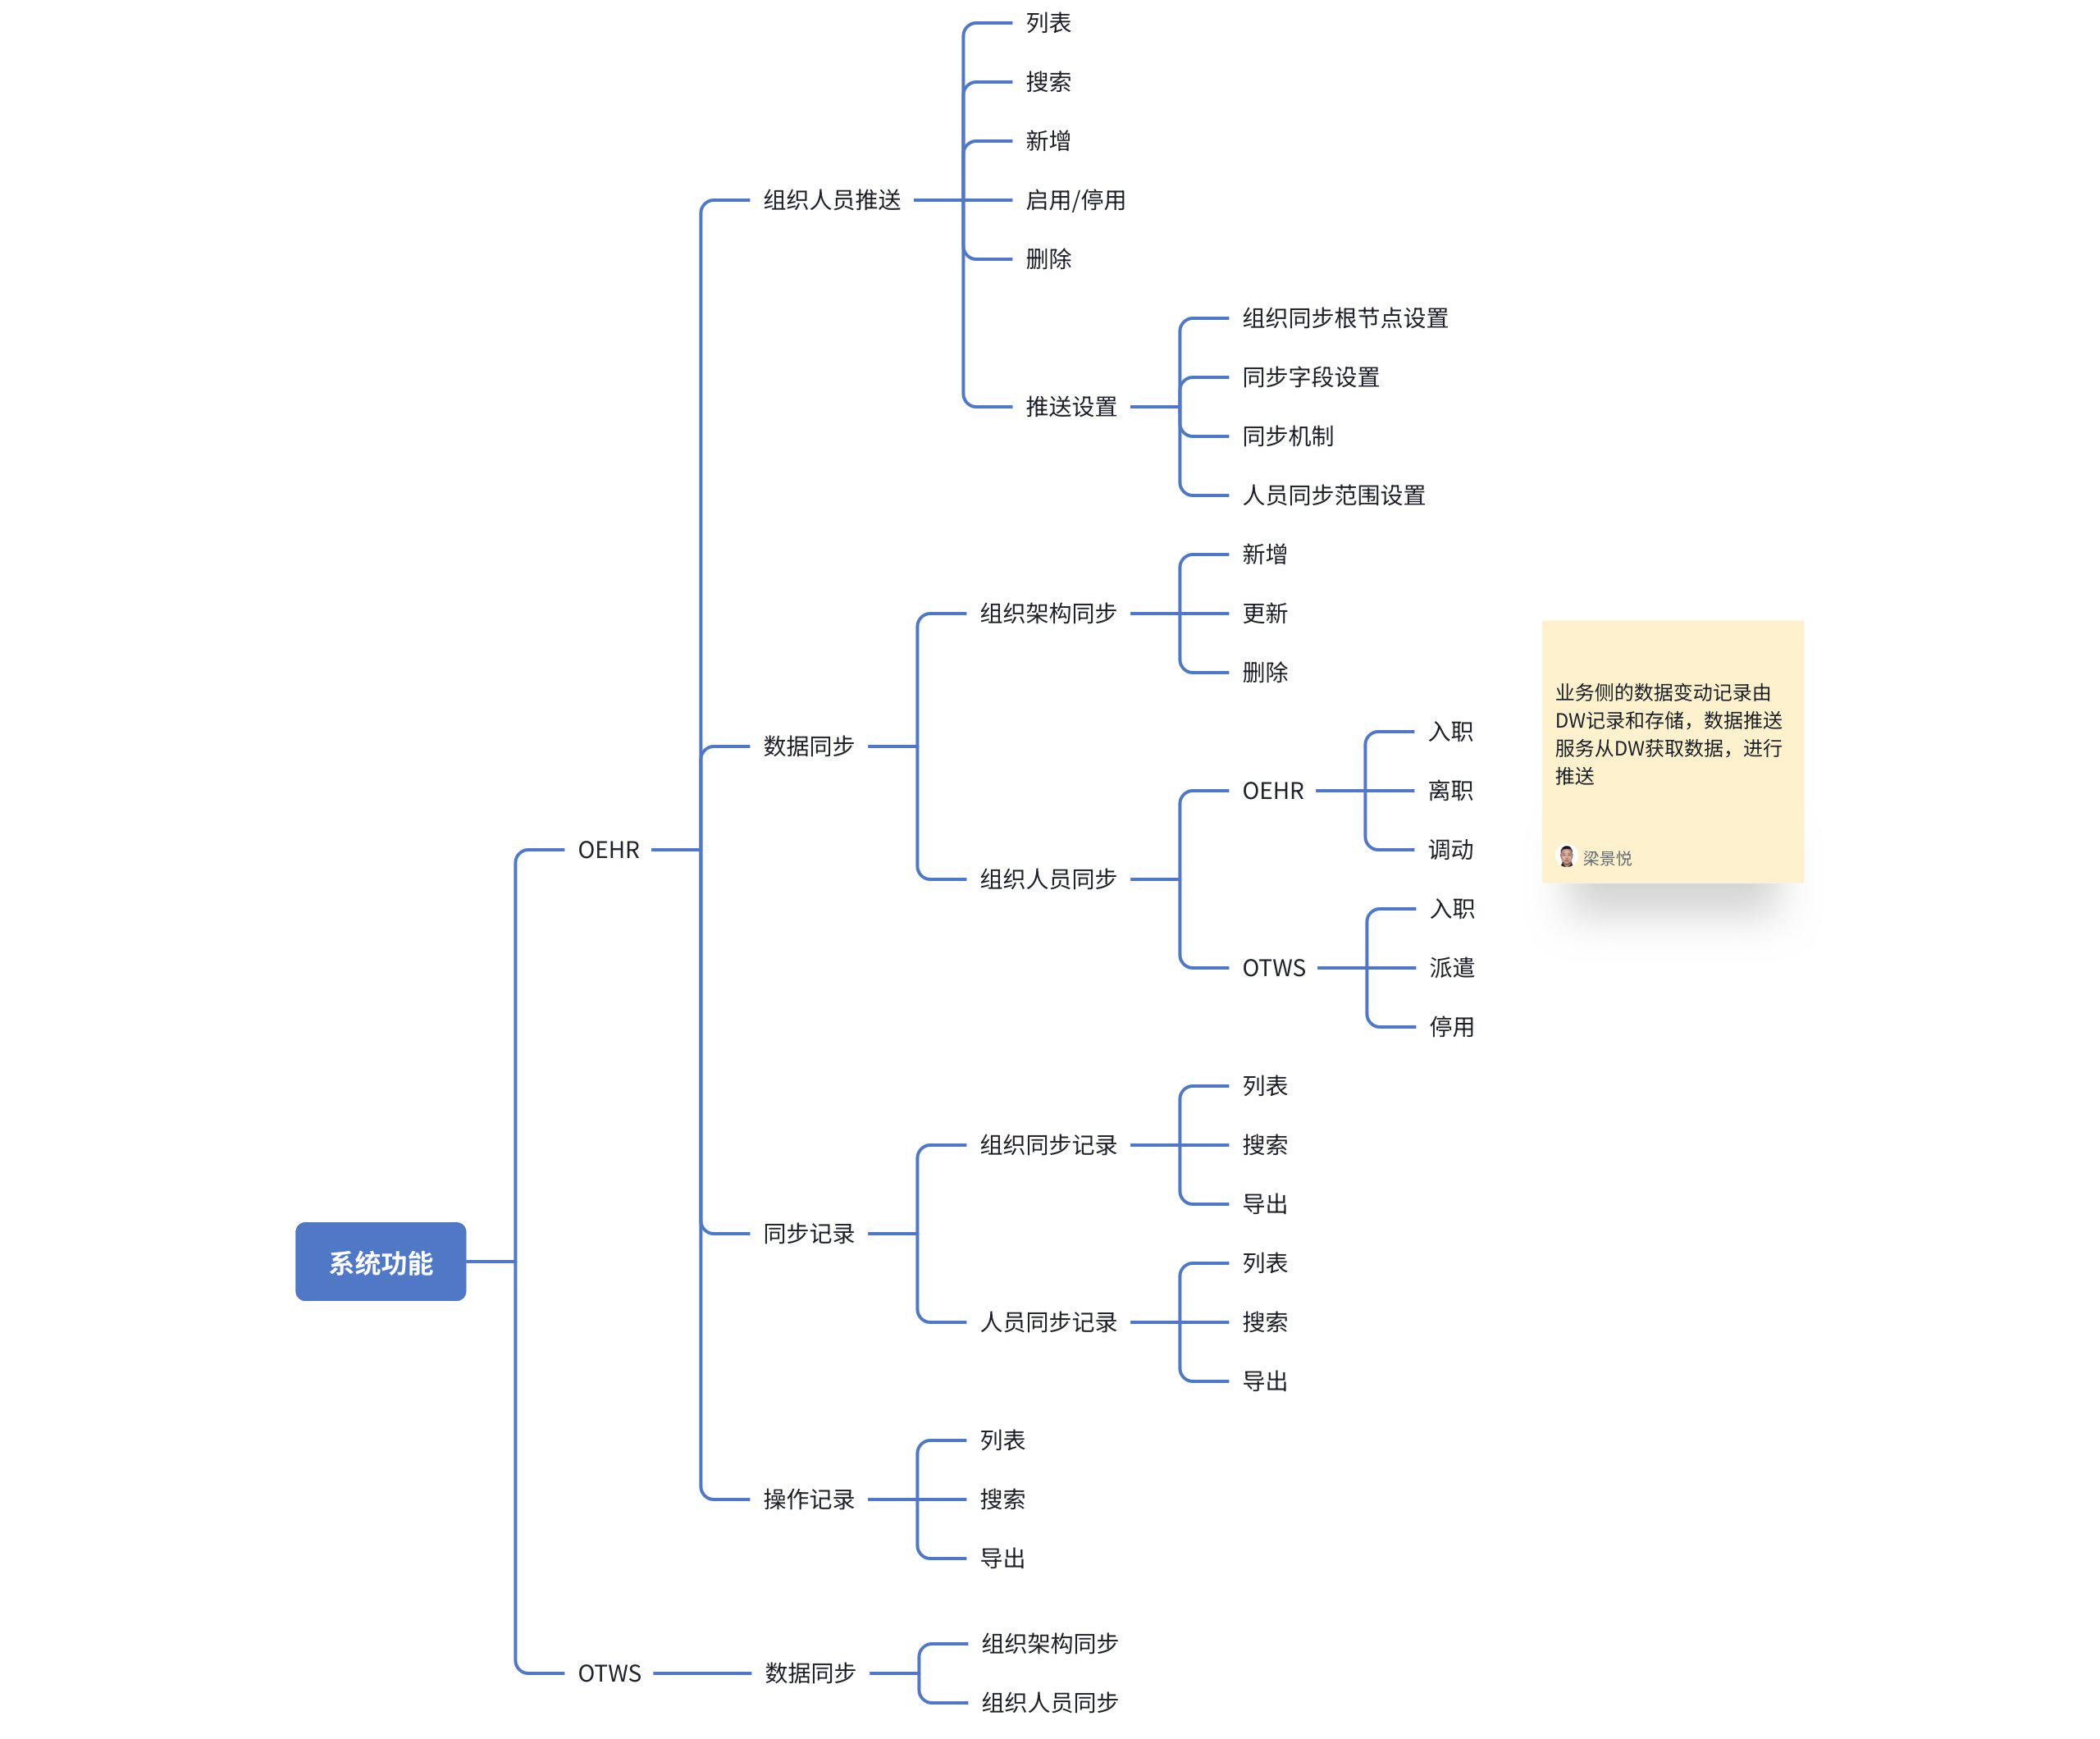 列表
搜索
新增
组织人员推送
启用/停用
删除
组织同步根节点设置
同步字段设置
推送设置
同步机制
人员同步范围设置
新增
组织架构同步
更新
删除
数据同步
入职
OEHR
离职
OEHR
调动
组织人员同步
入职
OTWS
派遣
停用
业务侧的数据变动记录由
DW记录和存储，数据推送
服务从DW获取数据，进行
推送
梁景悦
列表
组织同步记录
搜索
导出
同步记录
系统功能
列表
人员同步记录
搜索
导出
列表
操作记录
搜索
导出
组织架构同步
OTWS
数据同步
组织人员同步